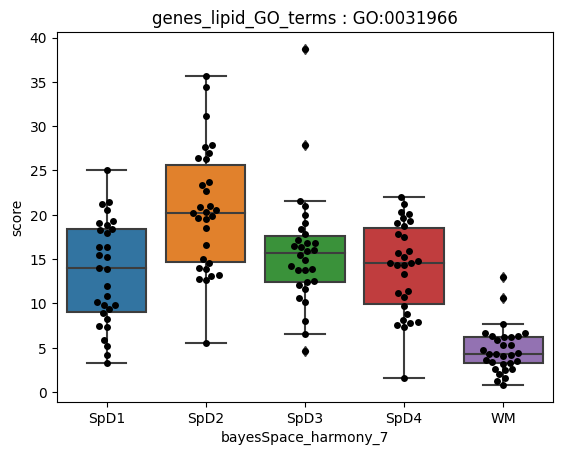 genes_lipid_GO_terms : GO:0031966
40
35
30
25
20
15
10
5
0
score
SpD1 SpD2 SpD3 SpD4 WM
bayesSpace_harmony_7